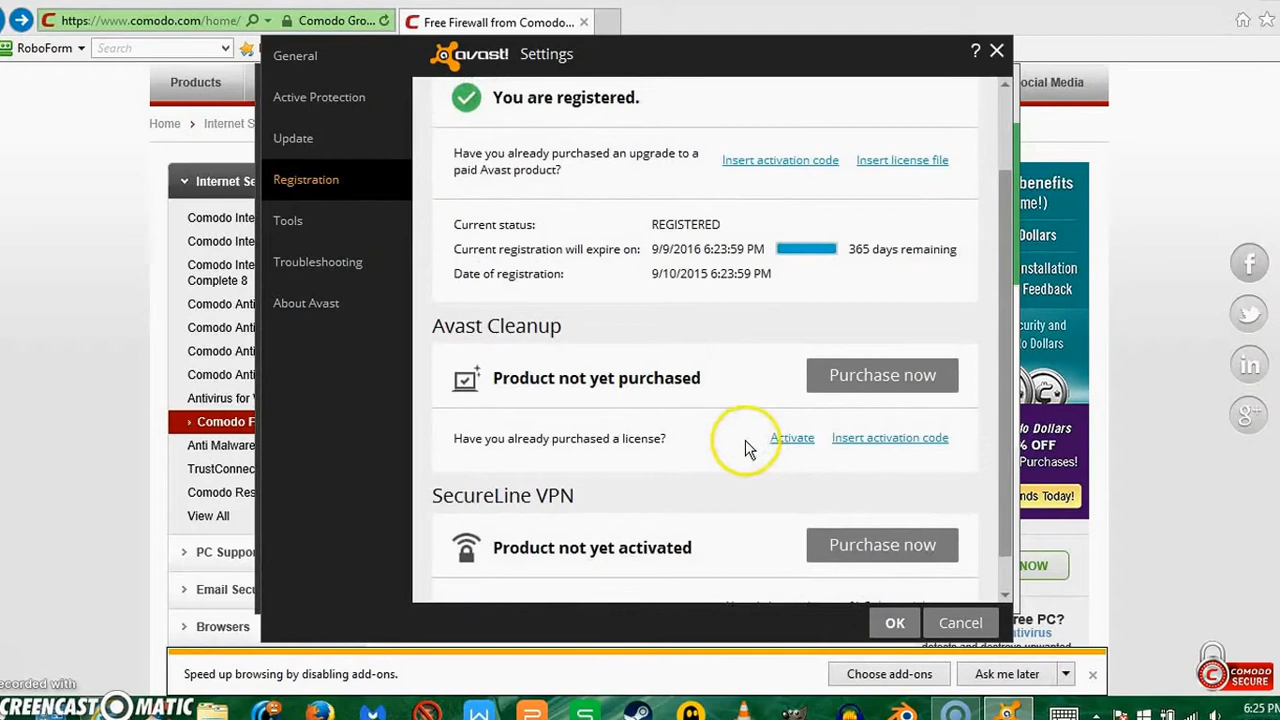 https://www.comodo.com/home/
Comodo Gro...
Free Firewall from Comodo...
RoboForm
Search
General
avast!
Settings
?
Products
ocial Media
You are registered.
Active Protection
Home
Internet S
Update
Have you already purchased an upgrade to a
paid Avast product?
Insert activation code
Insert license file
Internet Se
Registration
benefits
me!)
Comodo Inte
Tools
Current status:
REGISTERED
Dollars
Comodo Inte
Current registration will expire on:
9/9/2016 6:23:59 PM
365 days remaining
Comodo Inte
Complete 8
Troubleshooting
Date of registration:
9/10/2015 6:23:59 PM
nstallation
Feedback
Comodo Anti
About Avast
Comodo Anti
Avast Cleanup
curity and
o Dollars
Comodo Anti
Comodo Anti
Product not yet purchased
Purchase now
Antivirus for W
Comodo F
Have you already purchased a license?
Activate
Insert activation code
o Dollars
% OFF
Purchases!
Anti Malware
TrustConnec
Comodo Res
SecureLine VPN
nds Today!
View All
PC Suppo
Product not yet activated
Purchase now
NOW
Email Secu
Browsers
OK
Cancel
ree PC?
ntivirus
Speed up browsing by disabling add-ons.
Choose add-ons
Ask me later
COMODO
SECURE
ecorded with
CREENCAST
MATIC
6:25 PM